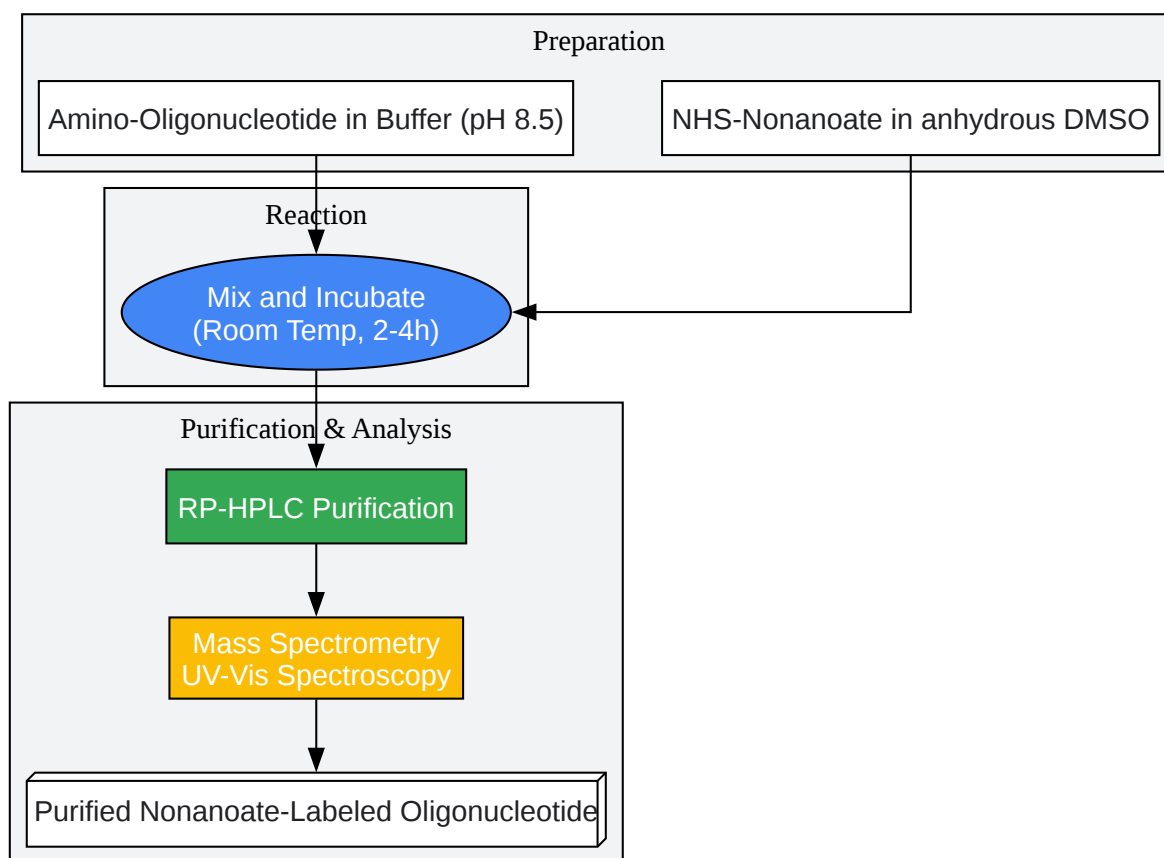 Preparation
Amino-Oligonucleotide in Buffer (pH 8.5)
NHS-Nonanoate in anhydrous DMSO
Reaction
Mix and Incubate
(Room Temp, 2-4h)
Purification & Analysis
RP-HPLC Purification
Mass Spectrometry
UV-Vis Spectroscopy
Purified Nonanoate-Labeled Oligonucleotide